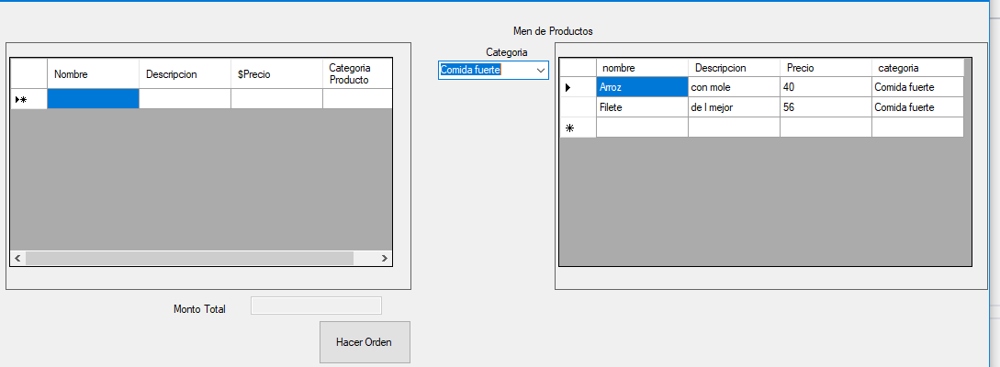 Men de Productos
Categoria
Comida fuerte
Nombre Descripcion $Precio Categoria Producto
nombre Descripcion Precio categoria
Arroz con mole 40 Comida fuerte
Filete de l mejor 56 Comida fuerte
Monto Total
Hacer Orden